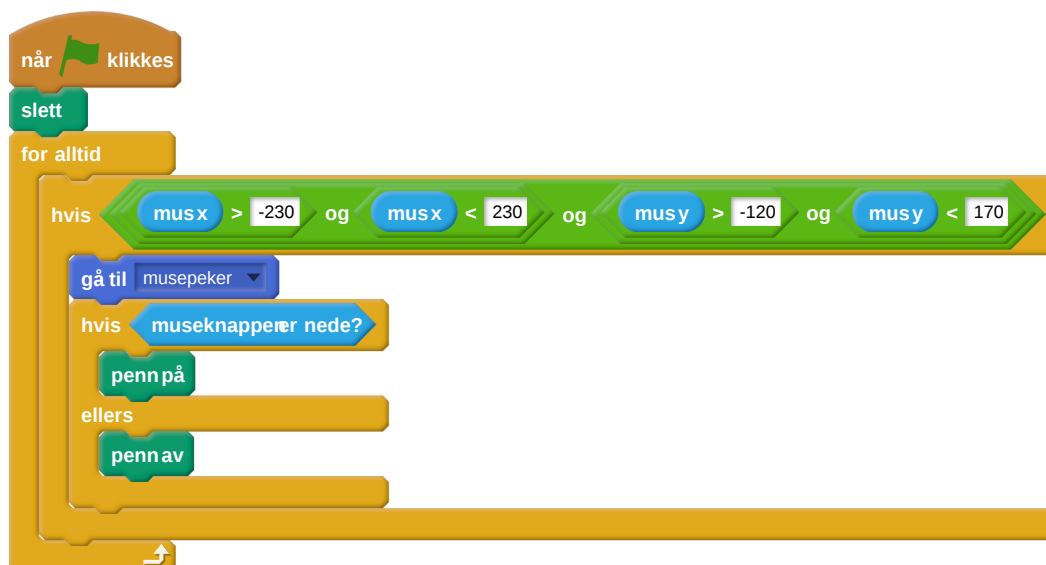 når klikkes
slett
for alltid
hvis mus x > -230 og mus x < 230 og mus y > -120 og mus y < 170
gå til musepeker
hvis museknappen er nede?
penn på
ellers
penn av